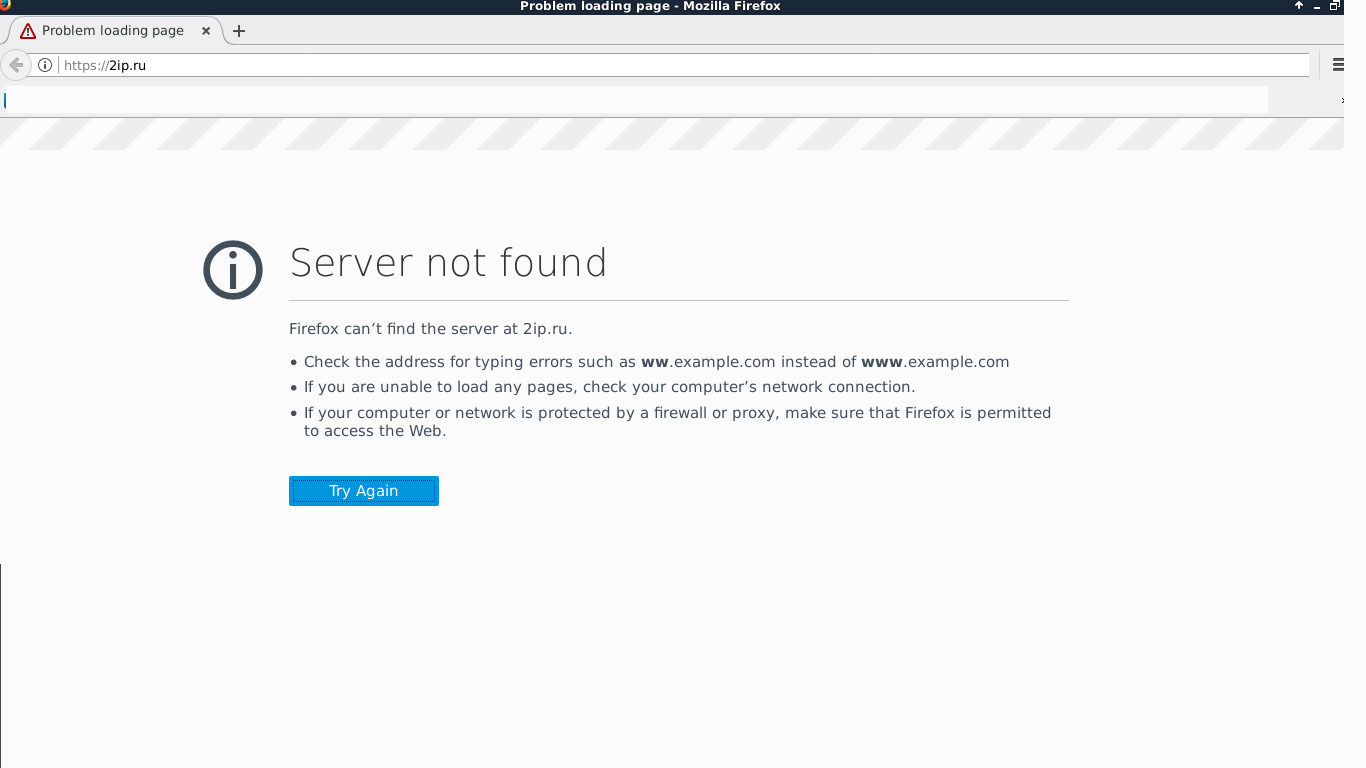 Problem loading page - Mozilla Firefox
Problem loading page
https://2ip.ru
Server not found
Firefox can’t find the server at 2ip.ru.
• Check the address for typing errors such as ww.example.com instead of www.example.com
• If you are unable to load any pages, check your computer’s network connection.
• If your computer or network is protected by a firewall or proxy, make sure that Firefox is permitted
to access the Web.
Try Again